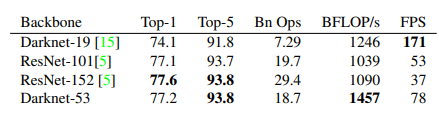 Backbone Top-1 Top-5 Bn Ops BFLOP/s FPS
Darknet-19 [15] 74.1 91.8 7.29 1246 171
ResNet-101[5] 77.1 93.7 19.7 1039 53
ResNet-152 [5] 77.6 93.8 29.4 1090 37
Darknet-53 77.2 93.8 18.7 1457 78